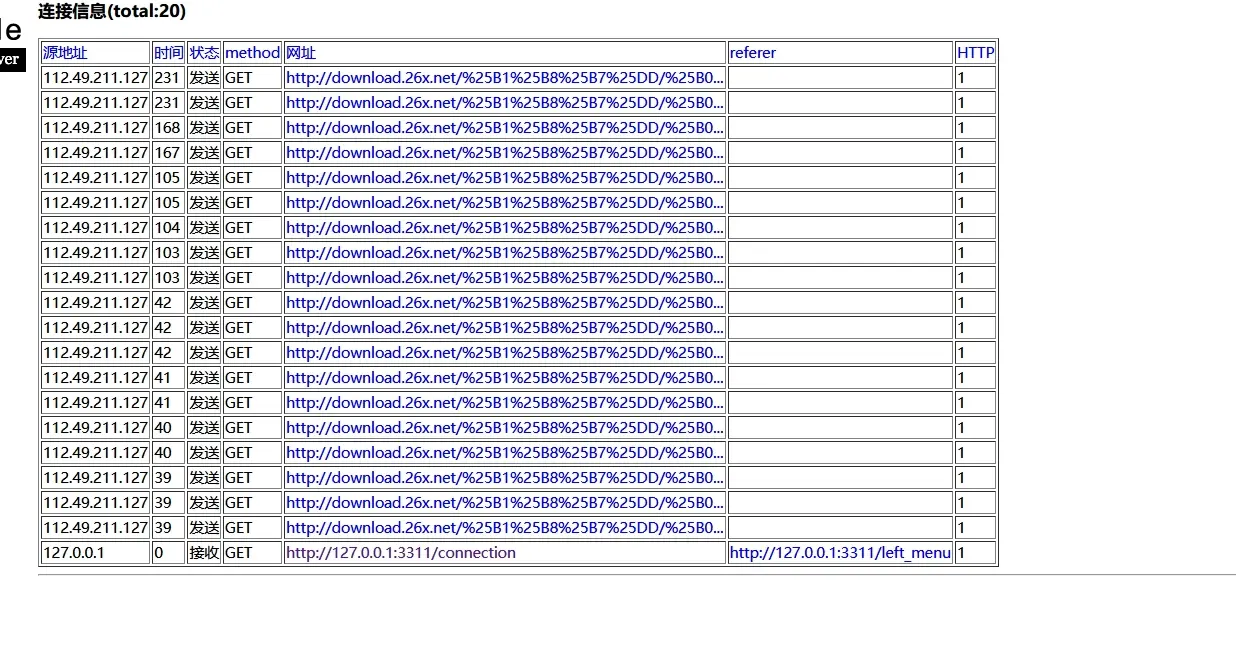 连接信息(total:20)
le
ver
源地址 时间 状态 method 网址 referer HTTP
112.49.211.127 231 发送 GET http://download.26x.net/%25B1%25B8%25B7%25DD/%25B0... 1
112.49.211.127 231 发送 GET http://download.26x.net/%25B1%25B8%25B7%25DD/%25B0... 1
112.49.211.127 168 发送 GET http://download.26x.net/%25B1%25B8%25B7%25DD/%25B0... 1
112.49.211.127 167 发送 GET http://download.26x.net/%25B1%25B8%25B7%25DD/%25B0... 1
112.49.211.127 105 发送 GET http://download.26x.net/%25B1%25B8%25B7%25DD/%25B0... 1
112.49.211.127 105 发送 GET http://download.26x.net/%25B1%25B8%25B7%25DD/%25B0... 1
112.49.211.127 104 发送 GET http://download.26x.net/%25B1%25B8%25B7%25DD/%25B0... 1
112.49.211.127 103 发送 GET http://download.26x.net/%25B1%25B8%25B7%25DD/%25B0... 1
112.49.211.127 103 发送 GET http://download.26x.net/%25B1%25B8%25B7%25DD/%25B0... 1
112.49.211.127 42 发送 GET http://download.26x.net/%25B1%25B8%25B7%25DD/%25B0... 1
112.49.211.127 42 发送 GET http://download.26x.net/%25B1%25B8%25B7%25DD/%25B0... 1
112.49.211.127 42 发送 GET http://download.26x.net/%25B1%25B8%25B7%25DD/%25B0... 1
112.49.211.127 41 发送 GET http://download.26x.net/%25B1%25B8%25B7%25DD/%25B0... 1
112.49.211.127 41 发送 GET http://download.26x.net/%25B1%25B8%25B7%25DD/%25B0... 1
112.49.211.127 40 发送 GET http://download.26x.net/%25B1%25B8%25B7%25DD/%25B0... 1
112.49.211.127 40 发送 GET http://download.26x.net/%25B1%25B8%25B7%25DD/%25B0... 1
112.49.211.127 39 发送 GET http://download.26x.net/%25B1%25B8%25B7%25DD/%25B0... 1
112.49.211.127 39 发送 GET http://download.26x.net/%25B1%25B8%25B7%25DD/%25B0... 1
112.49.211.127 39 发送 GET http://download.26x.net/%25B1%25B8%25B7%25DD/%25B0... 1
127.0.0.1 0 接收 GET http://127.0.0.1:3311/connection http://127.0.0.1:3311/left_menu 1